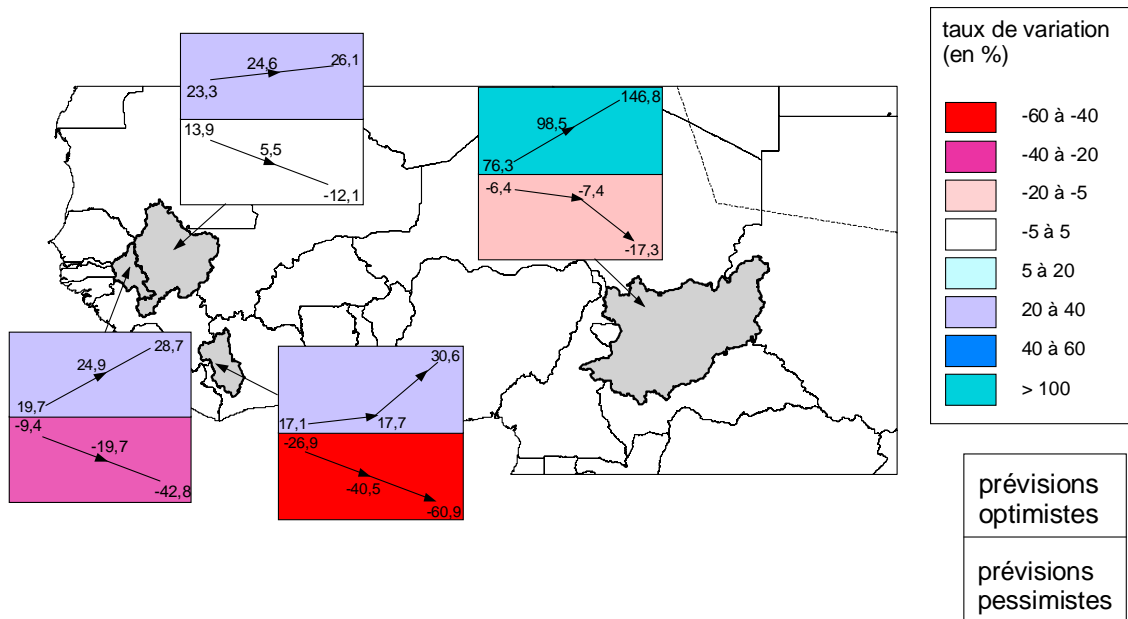 24,6
26,1
23,3
13,9
5,5
-12,1
146,8
98,5
76,3
-6,4
-7,4
-17,3
28,7
24,9
19,7
-9,4
-19,7
-42,8
30,6
17,1
17,7
-26,9
-40,5
-60,9
taux de variation
(en %)
-60 à -40
-40 à -20
-20 à -5
-5 à 5
5 à 20
20 à 40
40 à 60
> 100
prévisions
optimistes
prévisions
pessimistes